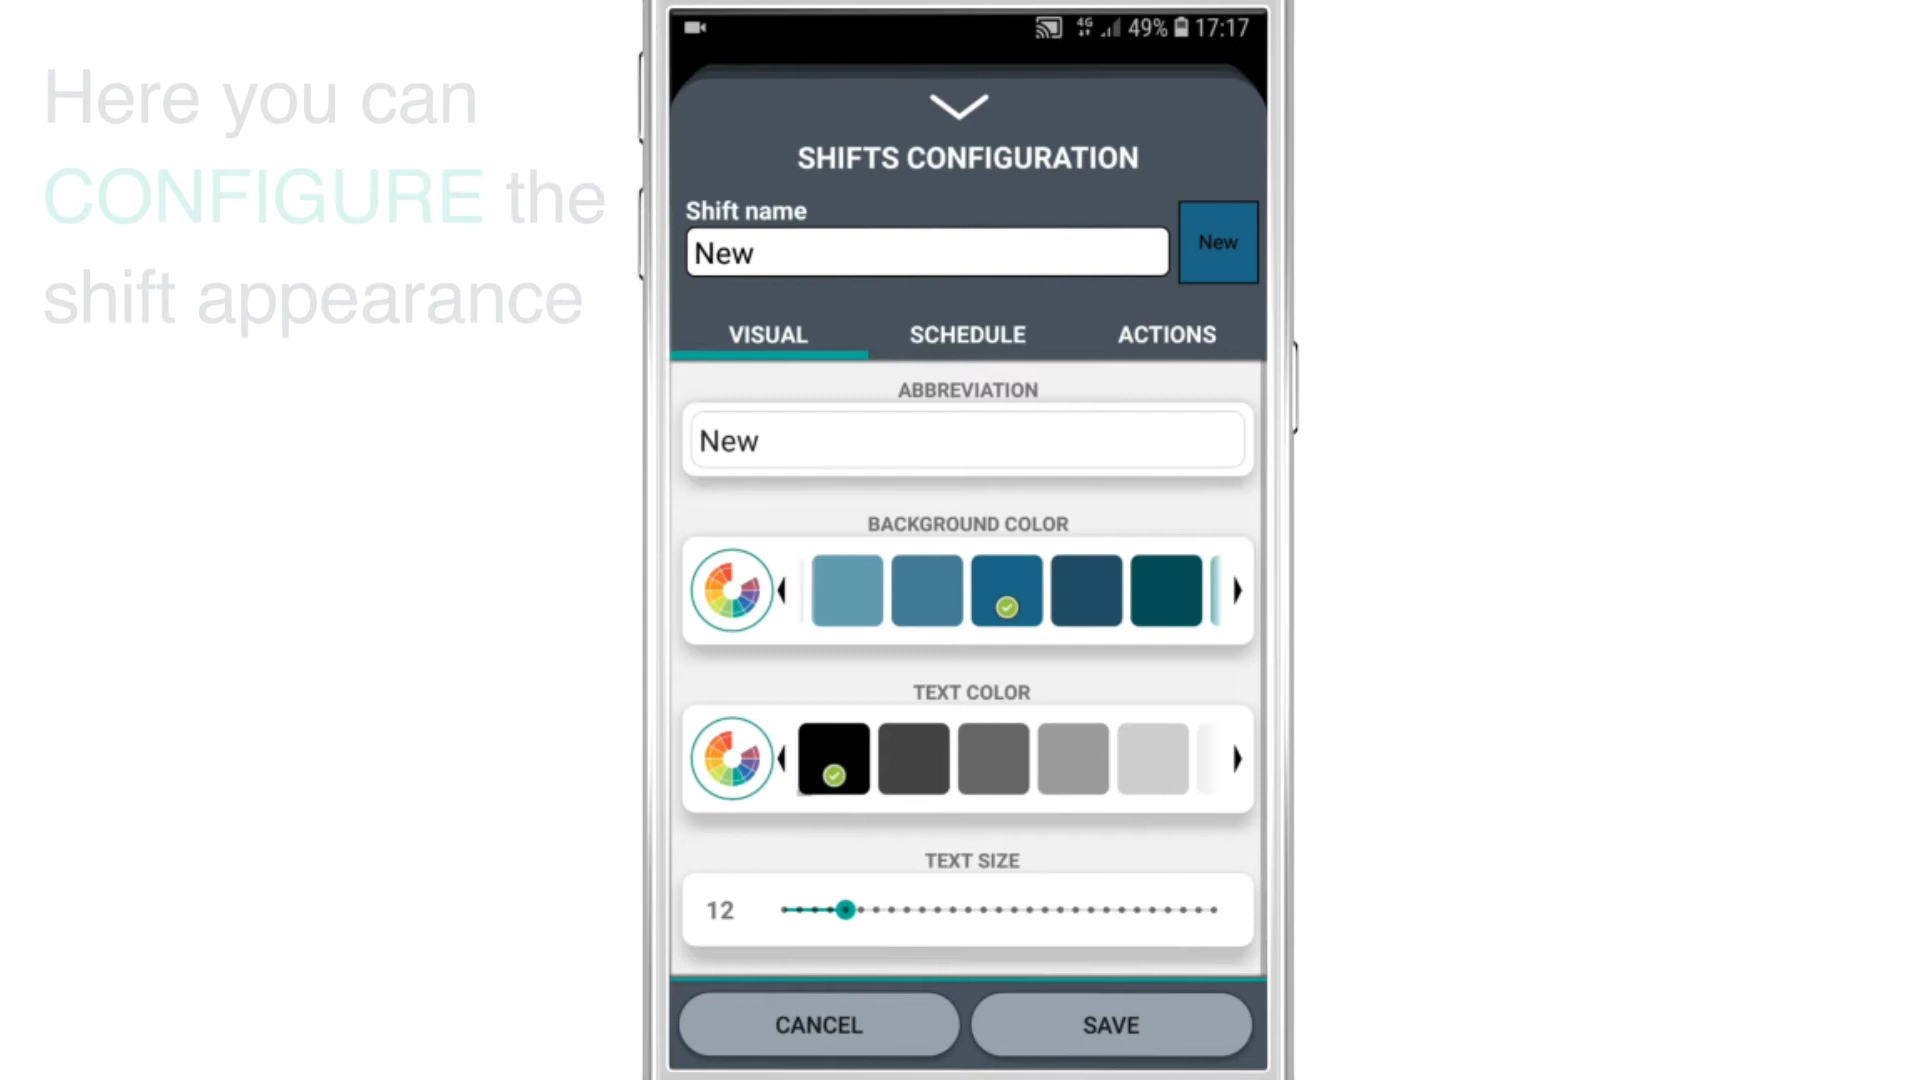 Here you can
CONFIGURE the
shift appearance
4G 49% 17:17
SHIFTS CONFIGURATION
Shift name
New
New
VISUAL SCHEDULE ACTIONS
ABBREVIATION
New
BACKGROUND COLOR
TEXT COLOR
TEXT SIZE
12
CANCEL SAVE